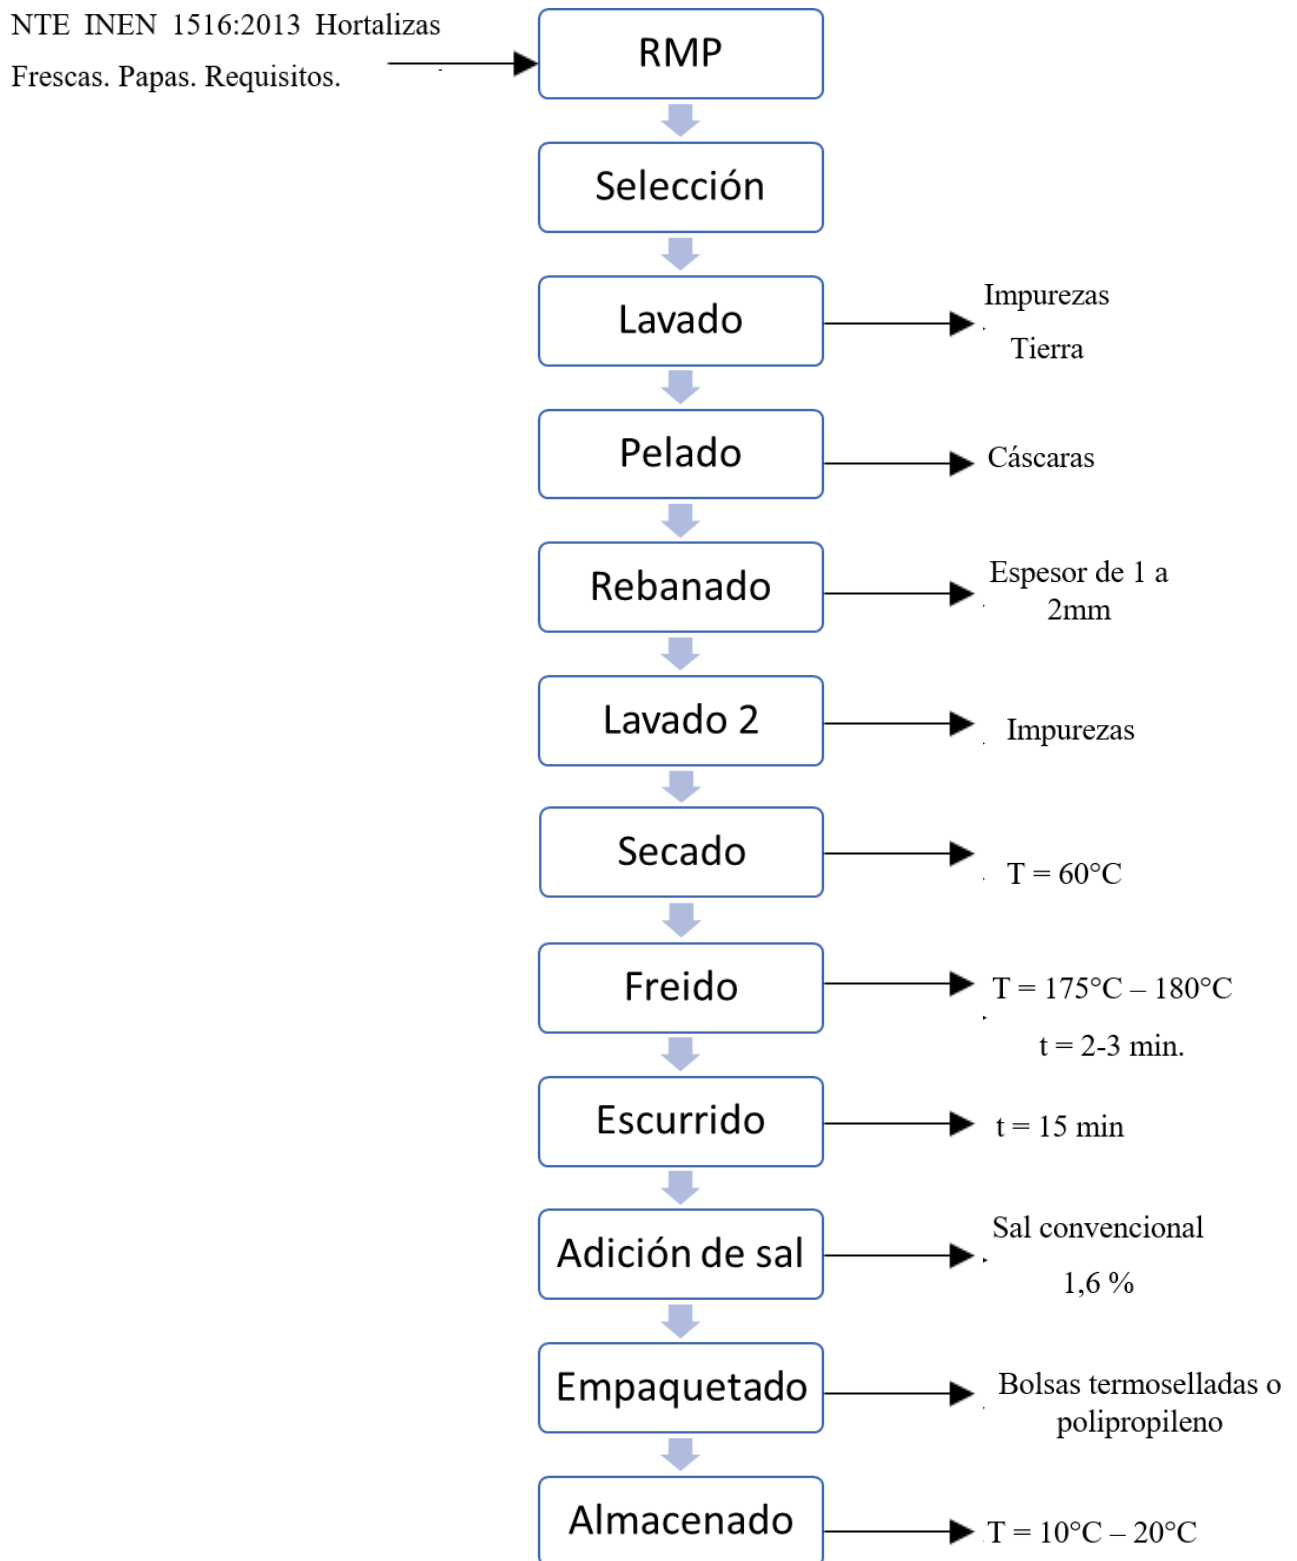 NTE INEN 1516:2013 Hortalizas
Frescas. Papas. Requisitos.
RMP
Selección
Lavado
Impurezas
Tierra
Pelado
Cáscaras
Rebanado
Espesor de 1 a
2mm
Lavado 2
Impurezas
Secado
T = 60°C
Freido
T = 175°C – 180°C
t = 2-3 min.
Escurrido
t = 15 min
Adición de sal
Sal convencional
1,6 %
Empaquetado
Bolsas termoselladas o
polipropileno
Almacenado
T = 10°C – 20°C